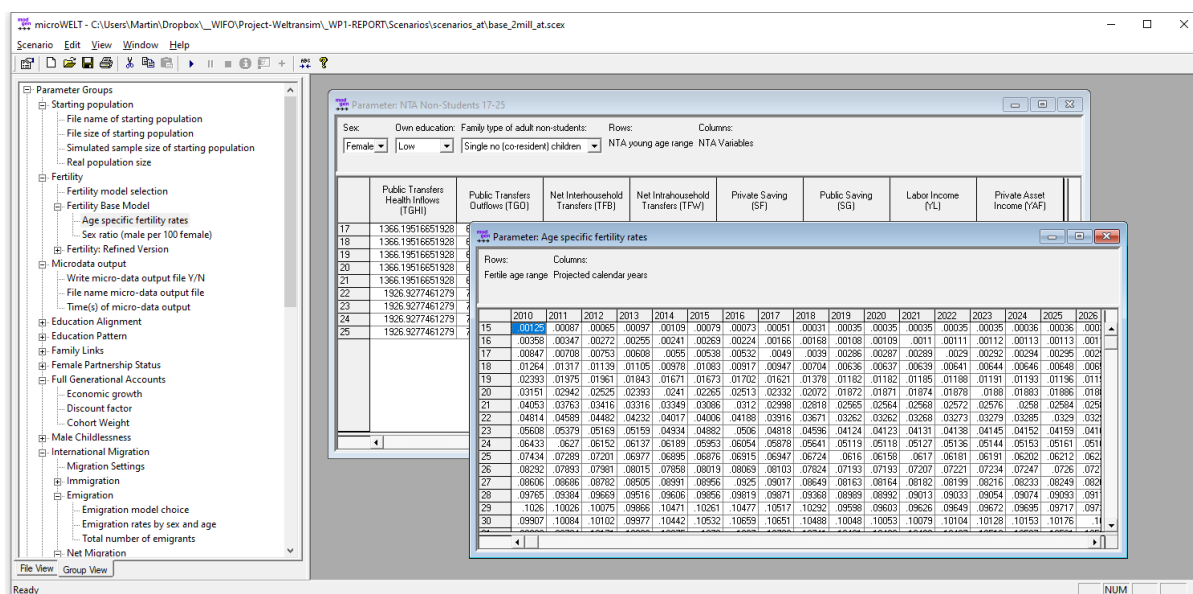 microWELT - C:\Users\Martin\Dropbox\__WIFO\Project-Weltransim\_WP1-REPORT\Scenarios\scenarios_at\base_2mill_at.scex
Scenario Edit View Window Help
Parameter Groups
Starting population
File name of starting population
File size of starting population
Simulated sample size of starting population
Real population size
Fertility
Fertility model selection
Fertility Base Model
Age specific fertility rates
Sex ratio (male per 100 female)
Fertility: Refined Version
Microdata output
Write micro-data output file Y/N
File name micro-data output file
Time(s) of micro-data output
Education Alignment
Education Pattern
Family Links
Female Partnership Status
Full Generational Accounts
Economic growth
Discount factor
Cohort Weight
Male Childlessness
International Migration
Migration Settings
Immigration
Emigration
Emigration model choice
Emigration rates by sex and age
Total number of emigrants
Net Migration
File View Group View
Ready
NUM
Parameter: NTA Non-Students 17-25
Sex: Own education: Family type of adult non-students: Rows: Columns:
Female Low Single no (co-resident) children NTA young age range NTA Variables
Public Transfers Health Inflows (TGHI) Public Transfers Outflows (TGO) Net Interhousehold Transfers (TFB) Net Intrahousehold Transfers (TFW) Private Saving (SF) Public Saving (SG) Labor Income (YL) Private Asset Income (YAF)
17 1366.19516651928
18 1366.19516651928
19 1366.19516651928
20 1366.19516651928
21 1366.19516651928
22 1926.9277461279
23 1926.9277461279
24 1926.9277461279
25 1926.9277461279
Parameter: Age specific fertility rates
Rows: Columns:
Fertile age range Projected calendar years
2010 2011 2012 2013 2014 2015 2016 2017 2018 2019 2020 2021 2022 2023 2024 2025 2026
15 .00125 .00087 .00065 .00097 .00109 .00079 .00073 .00051 .00031 .00035 .00035 .00035 .00035 .00035 .00036 .00036
16 .00358 .00347 .00272 .00255 .00241 .00269 .00224 .00166 .00168 .00108 .00109 .0011 .00111 .00112 .00113 .00113
17 .00847 .00708 .00753 .00608 .0055 .00538 .00532 .0049 .0039 .00286 .00287 .00289 .0029 .00292 .00294 .00295
18 .01264 .01317 .01139 .01105 .00978 .01083 .00917 .00947 .00704 .00636 .00637 .00639 .00641 .00644 .00646 .00648
19 .02393 .01975 .01961 .01843 .01671 .01673 .01702 .01621 .01378 .01182 .01182 .01185 .01188 .01191 .01193 .01196
20 .03151 .02942 .02525 .02393 .0241 .02265 .02513 .02332 .02072 .01872 .01871 .01874 .01878 .0188 .01883 .01886
21 .04053 .03763 .03416 .03316 .03349 .03086 .0312 .02998 .02818 .02565 .02564 .02568 .02572 .02576 .0258 .02584
22 .04814 .04589 .04482 .04232 .04017 .04006 .04188 .03916 .03671 .03262 .03262 .03268 .03273 .03279 .03285 .0329
23 .05608 .05379 .05169 .05159 .04934 .04882 .0506 .04818 .04596 .04124 .04123 .04131 .04138 .04145 .04152 .04159
24 .06433 .0627 .06152 .06137 .06189 .05953 .06054 .05878 .05641 .05119 .05118 .05127 .05136 .05144 .05153 .05161
25 .07434 .07289 .07201 .06977 .06895 .06876 .06915 .06947 .06724 .0616 .06158 .0617 .06181 .06191 .06202 .06212
26 .08292 .07893 .07981 .08015 .07858 .08019 .08069 .08103 .07824 .07193 .07193 .07207 .07221 .07234 .07247 .0726
27 .08606 .08686 .08782 .08505 .08991 .08956 .0925 .09017 .08649 .08163 .08164 .08182 .08199 .08216 .08233 .08249
28 .09765 .09384 .09669 .09516 .09606 .09856 .09819 .09871 .09368 .08989 .08992 .09013 .09033 .09054 .09074 .09093
29 .1026 .10026 .10075 .09866 .10471 .10261 .10477 .10517 .10292 .09598 .09603 .09626 .09649 .09672 .09695 .09717
30 .09907 .10084 .10102 .09977 .10442 .10532 .10659 .10651 .10488 .10048 .10053 .10079 .10104 .10128 .10153 .10176